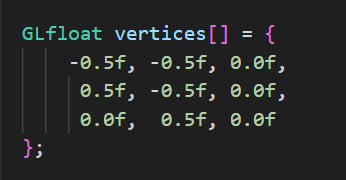 GLfloat vertices[] = {
-0.5f, -0.5f, 0.0f,
0.5f, -0.5f, 0.0f,
0.0f, 0.5f, 0.0f
};